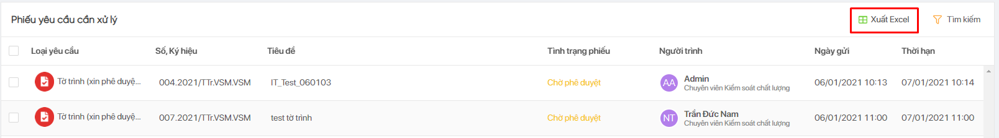 Phiếu yêu cầu cần xử lý
Xuất Excel
Tìm kiếm
Loại yêu cầu Số, Ký hiệu Tiêu đề Tình trạng phiếu Người trình Ngày gửi Thời hạn
Tờ trình (xin phê duyệ... 004.2021/TTr.VSM.VSM IT_Test_060103 Chờ phê duyệt AA Admin 06/01/2021 10:13 07/01/2021 10:14
Chuyên viên Kiểm soát chất lượng
Tờ trình (xin phê duyệ... 007.2021/TTr.VSM.VSM test tờ trình Chờ phê duyệt NT Trần Đức Nam 06/01/2021 11:00 07/01/2021 11:00
Chuyên viên Kiểm soát chất lượng